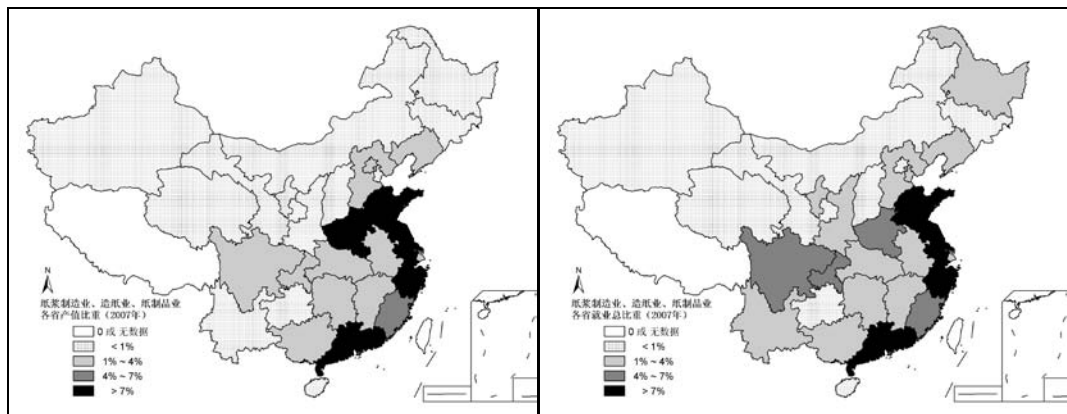 N
纸浆制造业、造纸业、纸制品业
各省产值比重（2007年）
0 或 无数据
< 1%
1% ~ 4%
4% ~ 7%
> 7%
N
纸浆制造业、造纸业、纸制品业
各省就业总比重（2007年）
0 或 无数据
< 1%
1% ~ 4%
4% ~ 7%
> 7%